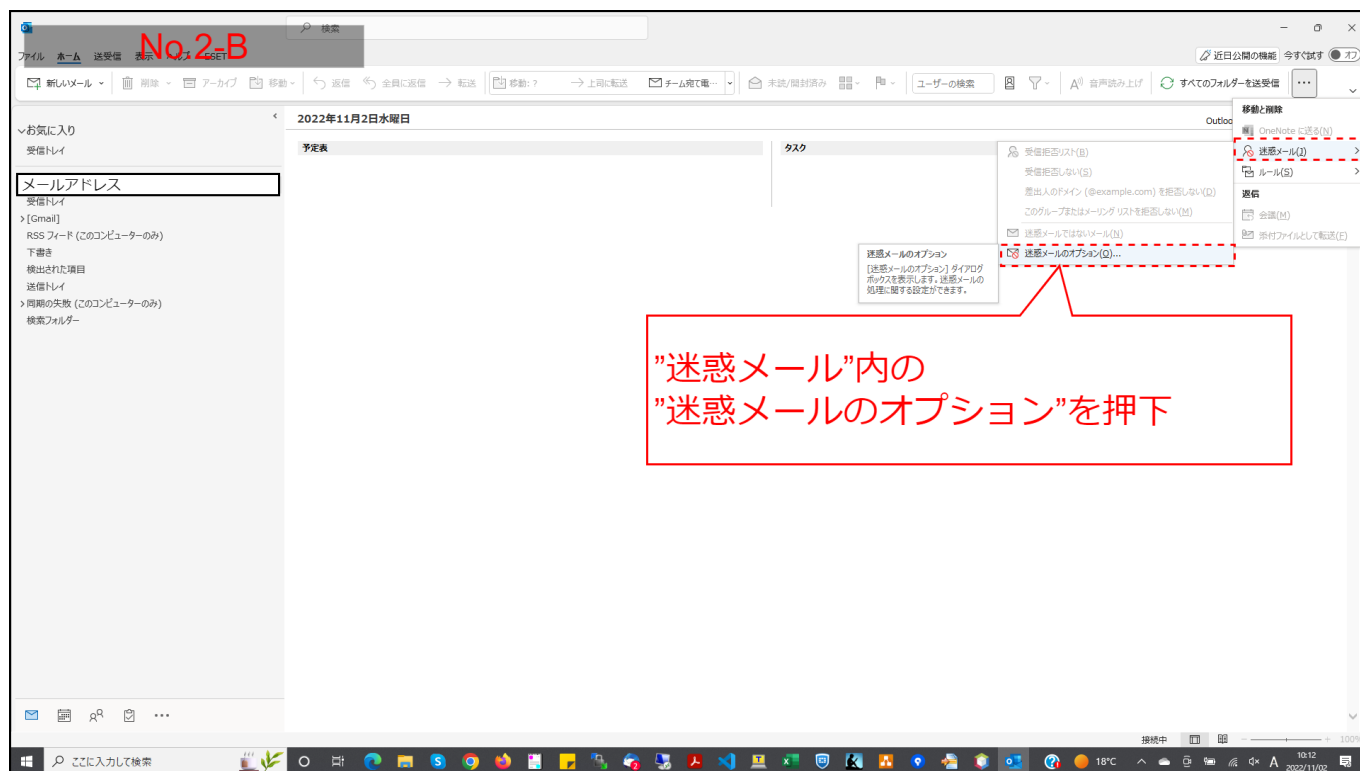 検索
No.2-B
ファイル ホーム 送受信 表示 ヘルプ ESET
近日公開の機能 今すぐ試す オフ
新しいメール 削除 アーカイブ 移動 返信 全員に返信 転送 移動: ? 上司に転送 チーム宛て電… 未読/開封済み ユーザーの検索 音声読み上げ すべてのフォルダーを送受信
お気に入り
受信トレイ
メールアドレス
受信トレイ
[Gmail]
RSS フィード (このコンピューターのみ)
下書き
検出された項目
送信トレイ
同期の失敗 (このコンピューターのみ)
検索フォルダー
2022年11月2日水曜日
予定表
タスク
移動と削除
OneNote に送る(N)
迷惑メール(J)
ルール(S)
返信
会議(M)
添付ファイルとして転送(F)
受信拒否リスト(B)
受信拒否しない(S)
差出人のドメイン (@example.com) を拒否しない(D)
このグループまたはメーリング リストを拒否しない(M)
迷惑メールではないメール(N)
迷惑メールのオプション(O)...
迷惑メールのオプション
[迷惑メールのオプション] ダイアログ
ボックスを表示します。迷惑メールの
処理に関する設定ができます。
”迷惑メール”内の
”迷惑メールのオプション”を押下
接続中
100%
ここに入力して検索
18°C
A
10:12
2022/11/02